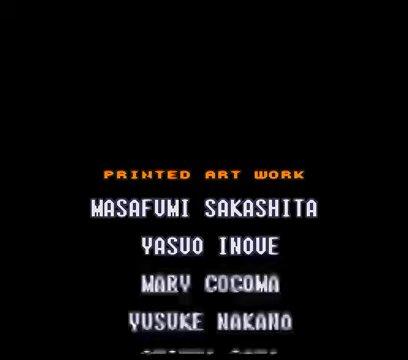 PRINTED ART WORK
MASAFUMI SAKASHITA
YASUO INOUE
MARY COCOMA
YUSUKE NAKANO